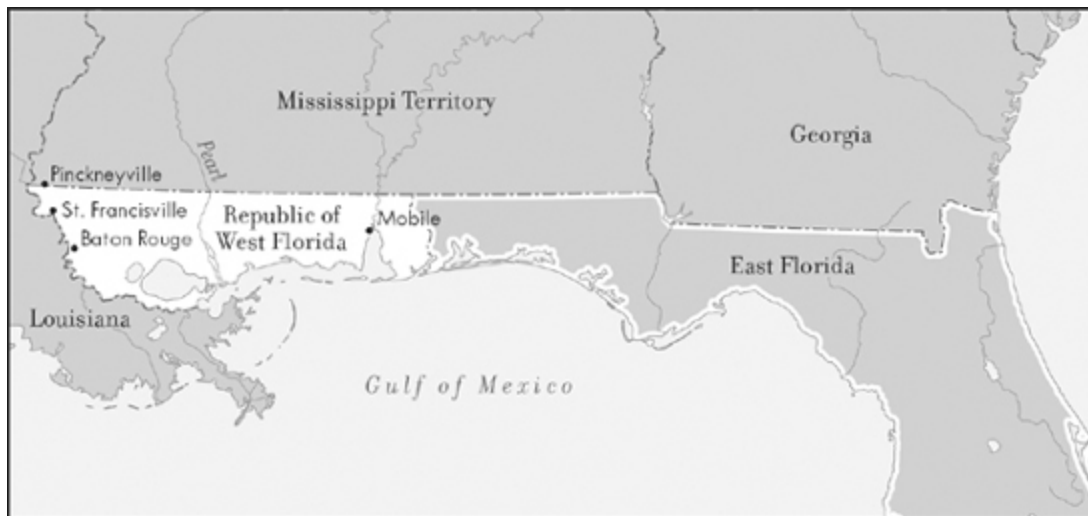 Mississippi Territory
Georgia
Pearl
Pinckneyville
St. Francisville
Republic of
West Florida
Mobile
Baton Rouge
East Florida
Louisiana
Gulf of Mexico